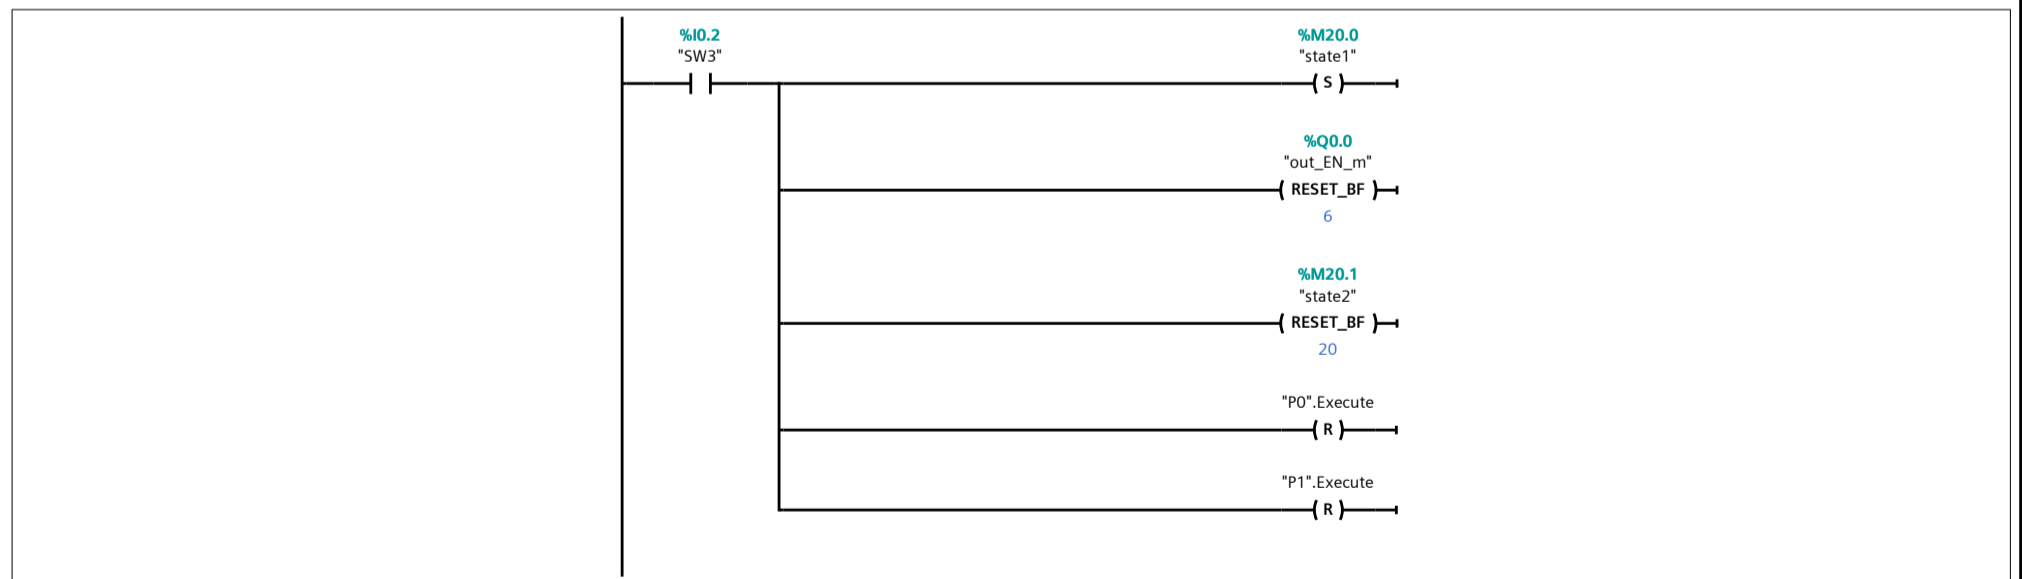 %I0.2
"SW3"
%M20.0
"state1"
( S )
%Q0.0
"out_EN_m"
( RESET_BF )
6
%M20.1
"state2"
( RESET_BF )
20
"P0".Execute
( R )
"P1".Execute
( R )